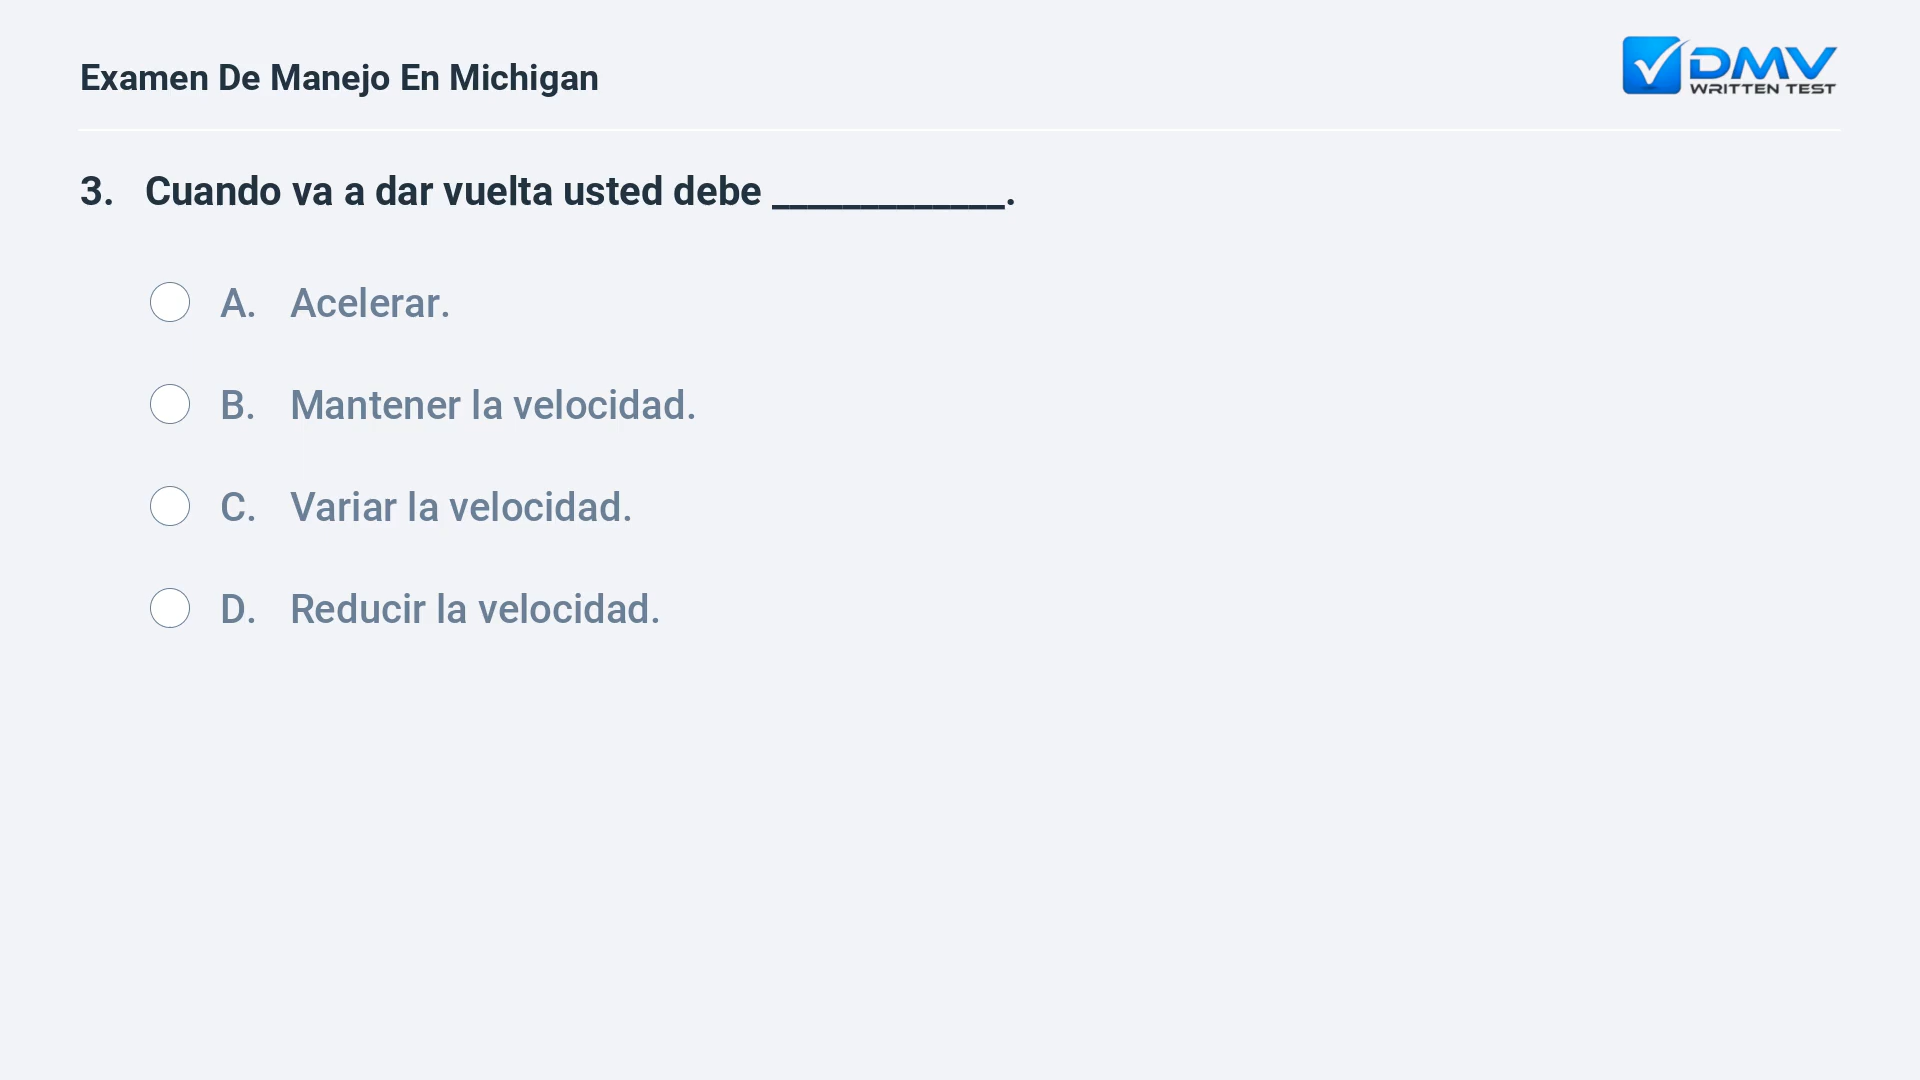 Examen De Manejo En Michigan
DMV
WRITTEN TEST
3. Cuando va a dar vuelta usted debe _____________.
A. Acelerar.
B. Mantener la velocidad.
C. Variar la velocidad.
D. Reducir la velocidad.